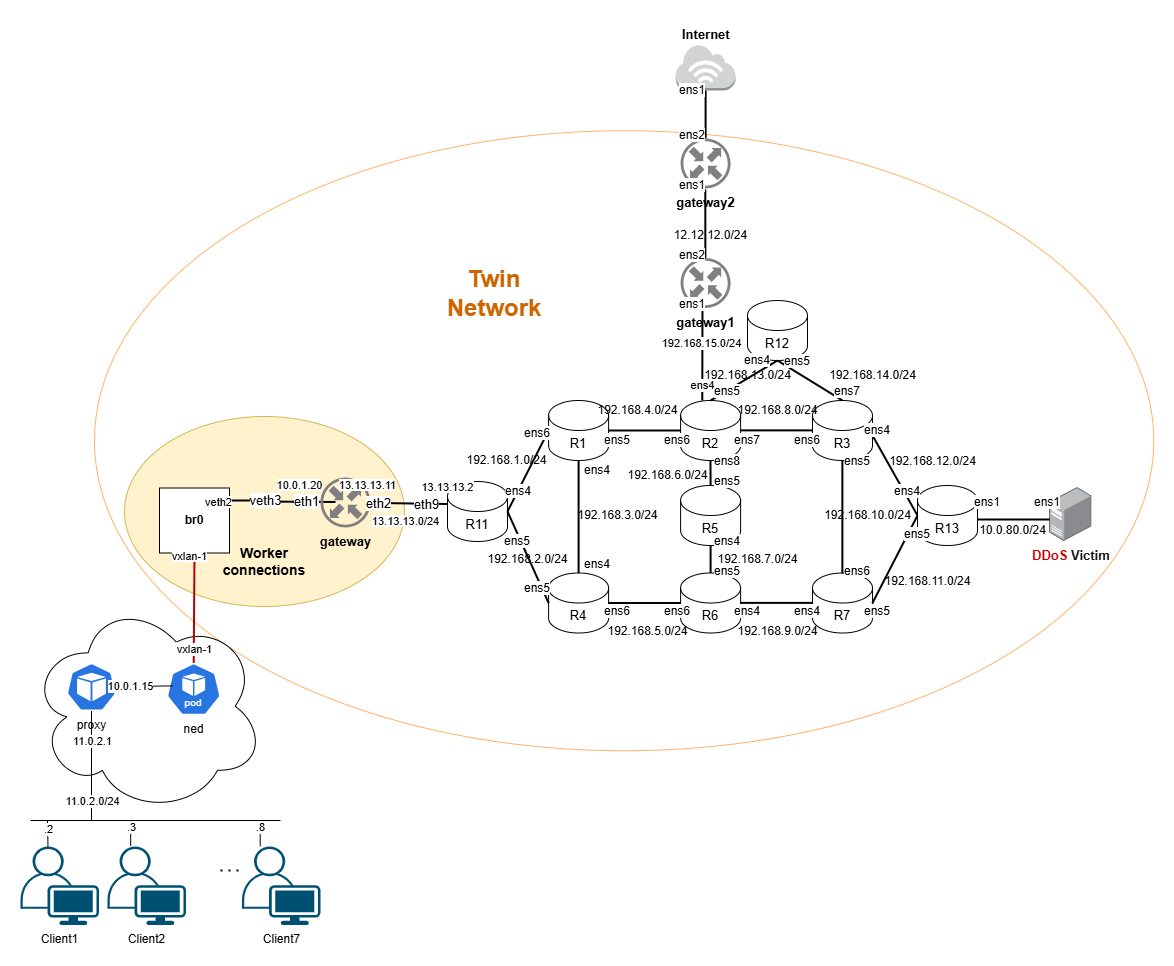 Internet
ens1
ens2
ens1
gateway2
12.12.12.0/24
ens2
Twin
Network
ens1
gateway1
192.168.15.0/24
R12
ens4
ens5
192.168.13.0/24
192.168.14.0/24
ens4
ens5
ens7
192.168.4.0/24
192.168.8.0/24
ens6
R1
ens5
ens6
R2
ens7
ens6
R3
ens4
192.168.1.0/24
ens4
ens8
ens5
192.168.12.0/24
192.168.6.0/24
ens5
10.0.1.20
13.13.13.11
13.13.13.2
ens4
ens4
veth2
veth3
eth1
eth2
eth9
ens1
ens1
br0
13.13.13.0/24
R11
192.168.3.0/24
R5
192.168.10.0/24
R13
10.0.80.0/24
gateway
ens5
ens4
ens5
vxlan-1
Worker
connections
192.168.2.0/24
192.168.7.0/24
DDoS Victim
ens4
ens5
ens6
192.168.11.0/24
ens5
R4
ens6
ens6
R6
ens4
ens4
R7
ens5
192.168.5.0/24
192.168.9.0/24
vxlan-1
10.0.1.15
pod
proxy
ned
11.0.2.1
11.0.2.0/24
.2
.3
.8
...
Client1
Client2
Client7